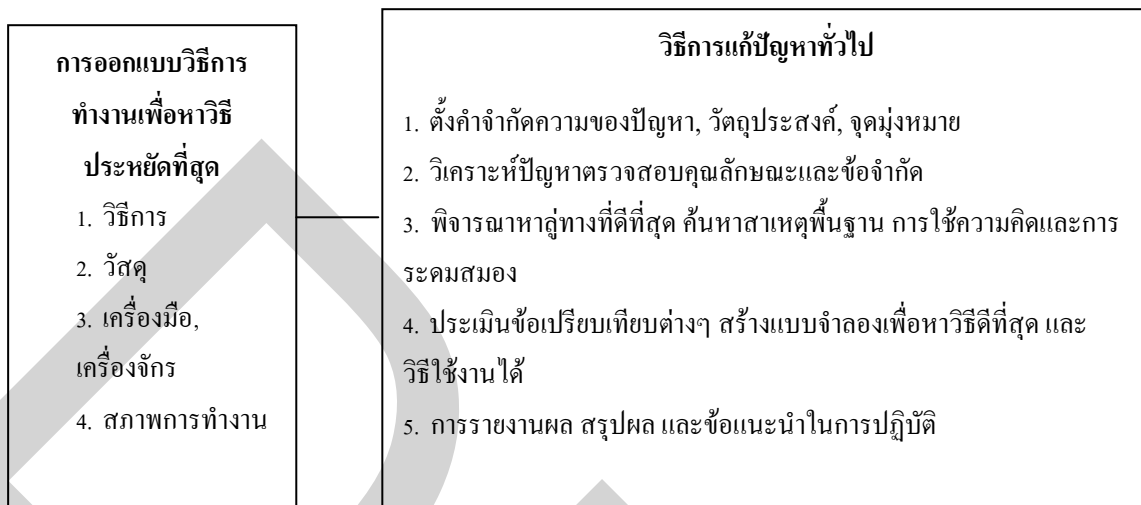 การออกแบบวิธีการ
ทำงานเพื่อหาวิธี
ประหยัดที่สุด
1. วิธีการ
2. วัสดุ
3. เครื่องมือ,
เครื่องจักร
4. สภาพการทำงาน
วิธีการแก้ปัญหาทั่วไป
1. ตั้งคำจำกัดความของปัญหา, วัตถุประสงค์, จุดมุ่งหมาย
2. วิเคราะห์ปัญหาตรวจสอบคุณลักษณะและข้อจำกัด
3. พิจารณาหาลู่ทางที่ดีที่สุด ค้นหาสาเหตุพื้นฐาน การใช้ความคิดและการ
ระดมสมอง
4. ประเมินข้อเปรียบเทียบต่างๆ สร้างแบบจำลองเพื่อหาวิธีดีที่สุด และ
วิธีใช้งานได้
5. การรายงานผล สรุปผล และข้อแนะนำในการปฏิบัติ